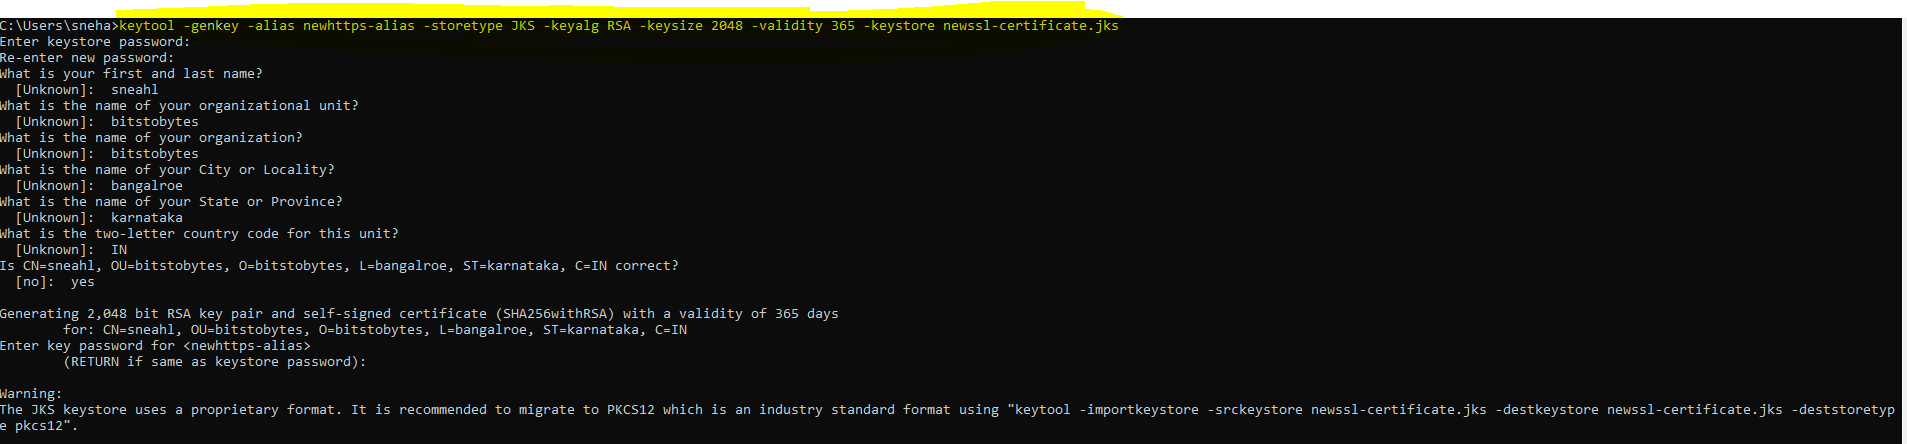 C:\Users\sneha>keytool -genkey -alias newhttps-alias -storetype JKS -keyalg RSA -keysize 2048 -validity 365 -keystore newssl-certificate.jks
Enter keystore password:
Re-enter new password:
What is your first and last name?
  [Unknown]:  sneahl
What is the name of your organizational unit?
  [Unknown]:  bitstobytes
What is the name of your organization?
  [Unknown]:  bitstobytes
What is the name of your City or Locality?
  [Unknown]:  bangalroe
What is the name of your State or Province?
  [Unknown]:  karnataka
What is the two-letter country code for this unit?
  [Unknown]:  IN
Is CN=sneahl, OU=bitstobytes, O=bitstobytes, L=bangalroe, ST=karnataka, C=IN correct?
  [no]:  yes

Generating 2,048 bit RSA key pair and self-signed certificate (SHA256withRSA) with a validity of 365 days
        for: CN=sneahl, OU=bitstobytes, O=bitstobytes, L=bangalroe, ST=karnataka, C=IN
Enter key password for <newhttps-alias>
        (RETURN if same as keystore password):

Warning:
The JKS keystore uses a proprietary format. It is recommended to migrate to PKCS12 which is an industry standard format using "keytool -importkeystore -srckeystore newssl-certificate.jks -destkeystore newssl-certificate.jks -deststoretyp
e pkcs12".